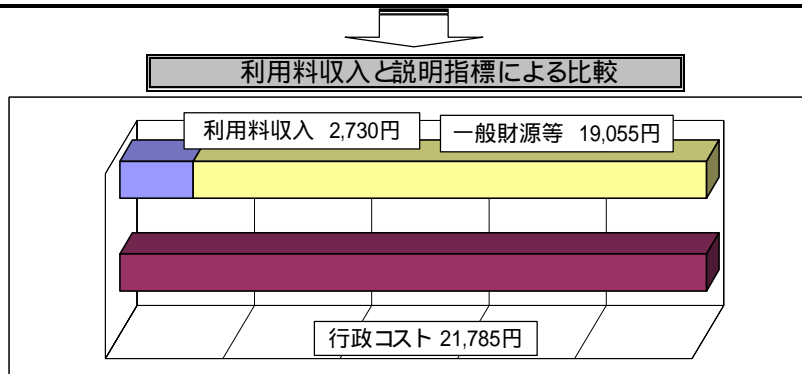 利用料収入と説明指標による比較
利用料収入 2,730円
一般財源等 19,055円
行政コスト 21,785円